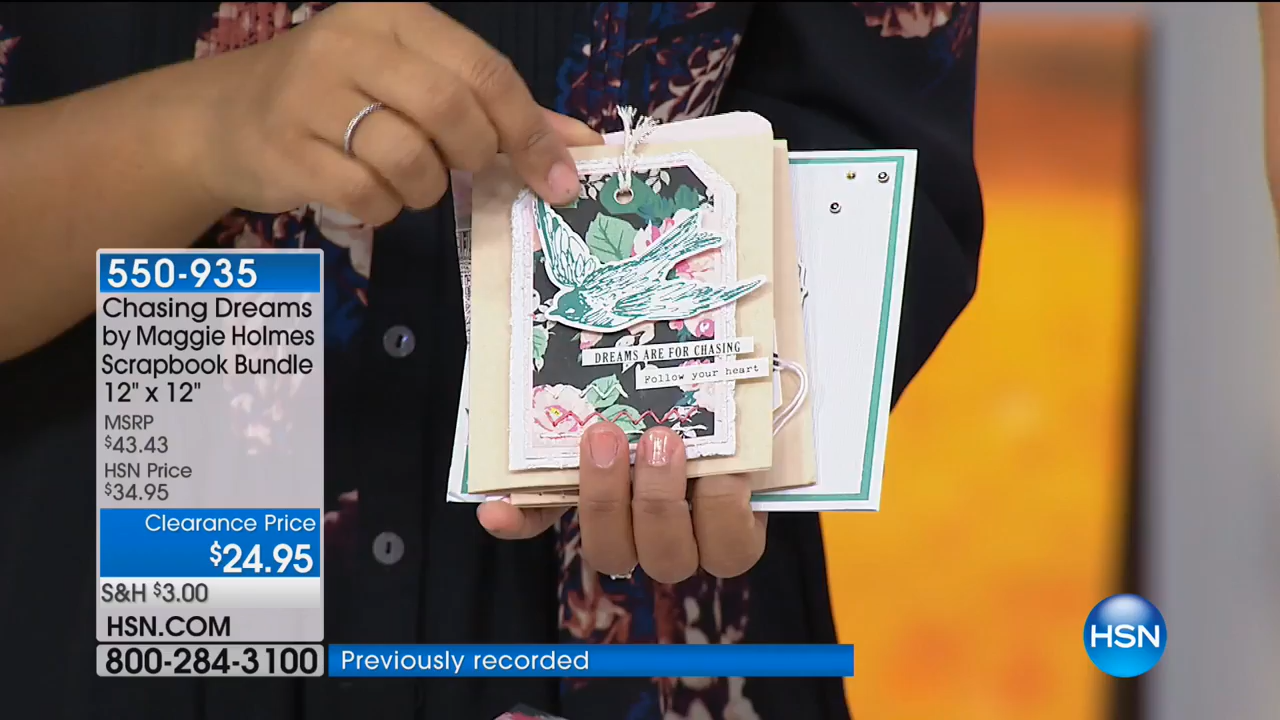 550-935
Chasing Dreams
by Maggie Holmes
Scrapbook Bundle
12" x 12"
MSRP
$43.43
HSN Price
$34.95
Clearance Price
$24.95
S&H $3.00
HSN.COM
800-284-3100
Previously recorded
DREAMS ARE FOR CHASING
Follow your heart
HSN